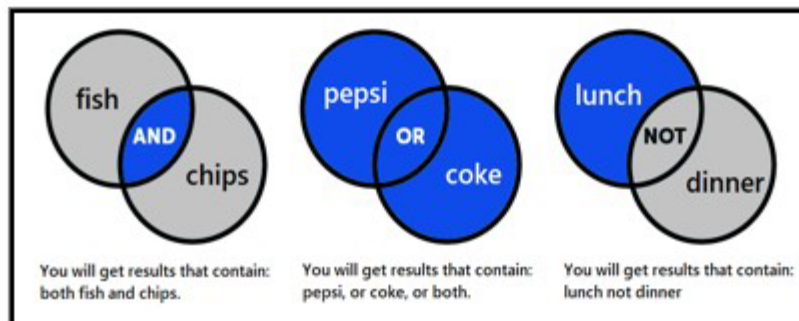 fish
AND
chips
You will get results that contain:
both fish and chips.
pepsi
OR
coke
You will get results that contain:
pepsi, or coke, or both.
lunch
NOT
dinner
You will get results that contain:
lunch not dinner